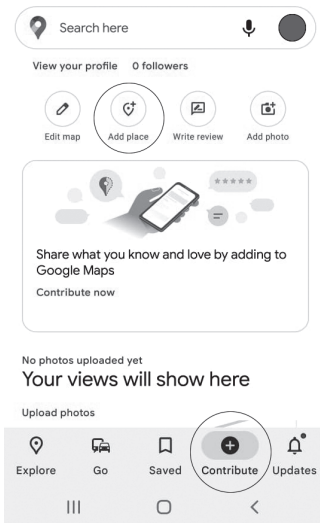 Search here
View your profile 0 followers
Edit map Add place Write review Add photo
Share what you know and love by adding to
Google Maps
Contribute now
No photos uploaded yet
Your views will show here
Upload photos
Explore Go Saved Contribute Updates